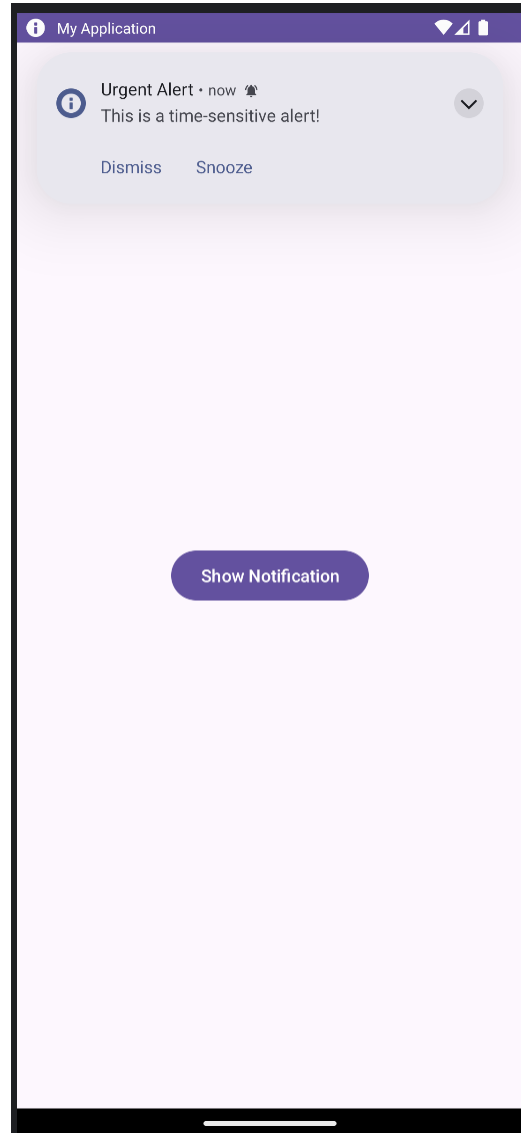 My Application
Urgent Alert • now
This is a time-sensitive alert!
Dismiss Snooze
Show Notification